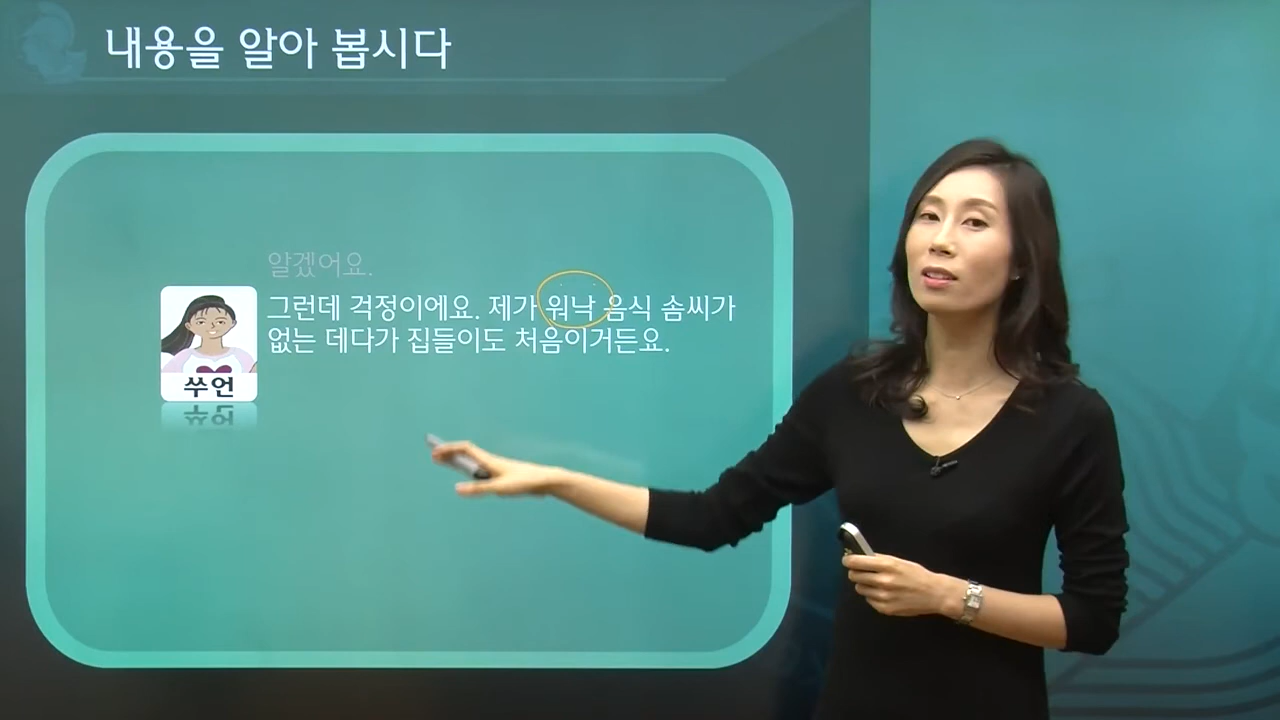 내용을 알아 봅시다
알겠어요.
그런데 걱정이에요. 제가 워낙 음식 솜씨가
없는 데다가 집들이도 처음이거든요.
쑤언